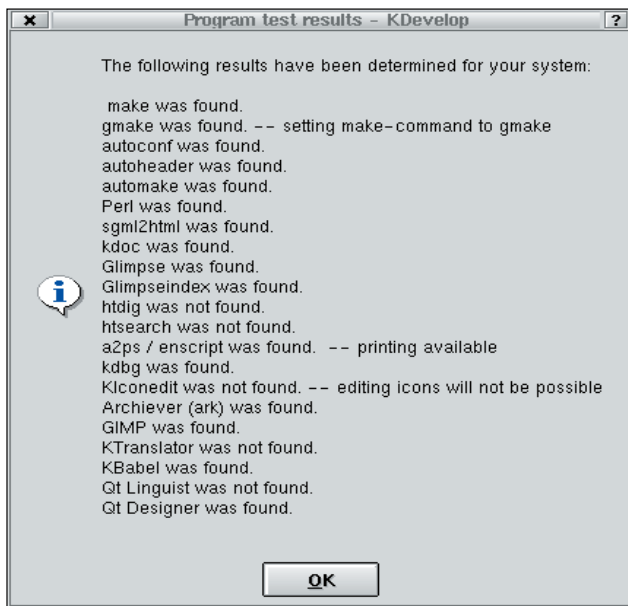 Program test results - KDevelop
The following results have been determined for your system:
make was found.
gmake was found. -- setting make-command to gmake
autoconf was found.
autoheader was found.
automake was found.
Perl was found.
sgml2html was found.
kdoc was found.
Glimpse was found.
Glimpseindex was found.
htdig was not found.
htsearch was not found.
a2ps / enscript was found. -- printing available
kdbg was found.
KIconedit was not found. -- editing icons will not be possible
Archiever (ark) was found.
GIMP was found.
KTranslator was not found.
KBabel was found.
Qt Linguist was not found.
Qt Designer was found.
OK